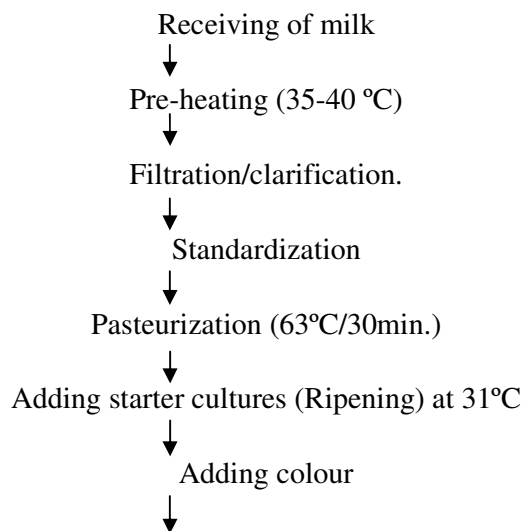 Receiving of milk
Pre-heating (35-40 ºC)
Filtration/clarification.
Standardization
Pasteurization (63ºC/30min.)
Adding starter cultures (Ripening) at 31ºC
Adding colour